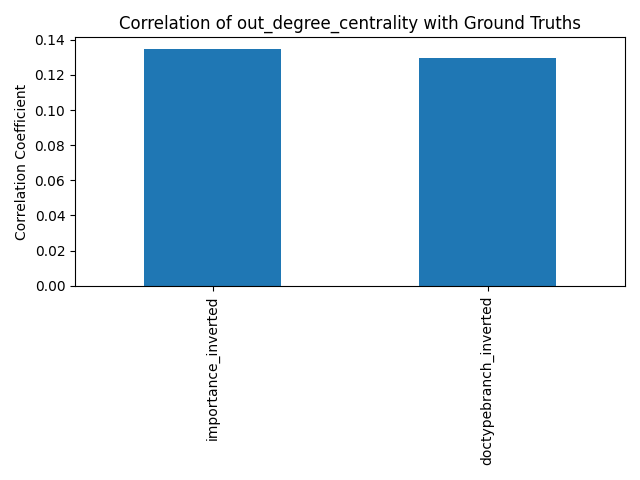 Correlation of out_degree_centrality with Ground Truths
Correlation Coefficient
0.14
0.12
0.10
0.08
0.06
0.04
0.02
0.00
importance_inverted
doctypebranch_inverted